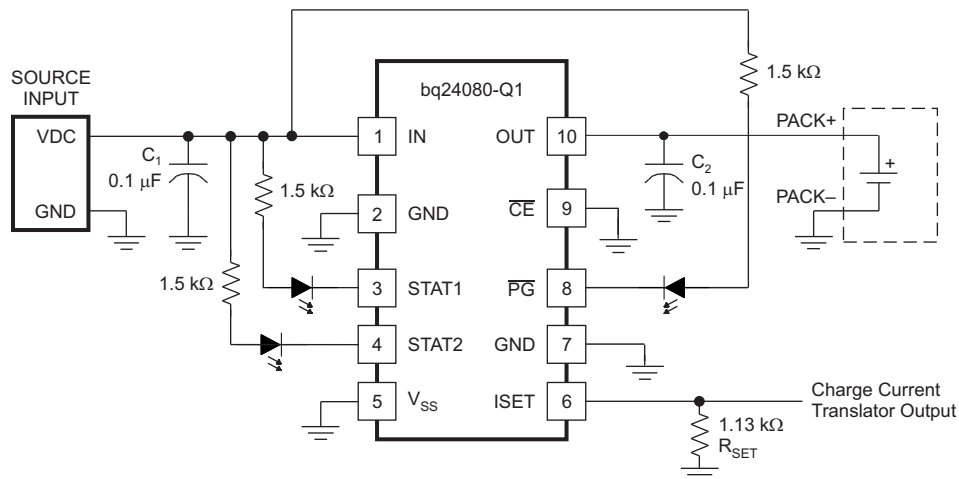 SOURCE
INPUT
VDC
GND
C1
0.1 μF
1.5 kΩ
1.5 kΩ
bq24080-Q1
1
IN
2
GND
3
STAT1
4
STAT2
5
VSS
OUT
10
CE
9
PG
8
GND
7
ISET
6
C2
0.1 μF
1.5 kΩ
PACK+
+
PACK–
Charge Current
Translator Output
1.13 kΩ
RSET